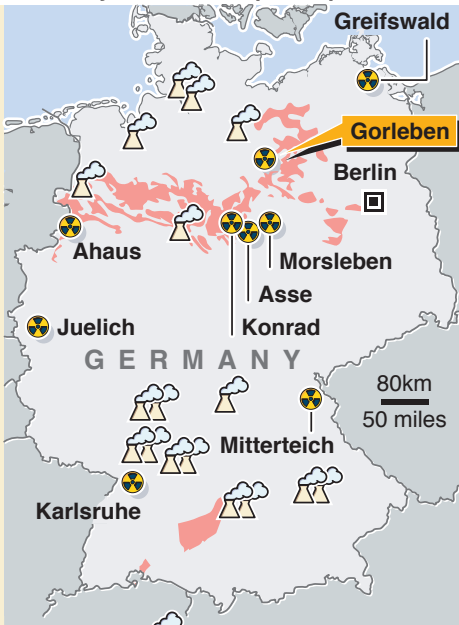 Greifswald
Gorleben
Berlin
Ahaus
Morsleben
Asse
Juelich
Konrad
GERMANY
80km
50 miles
Mitterteich
Karlsruhe